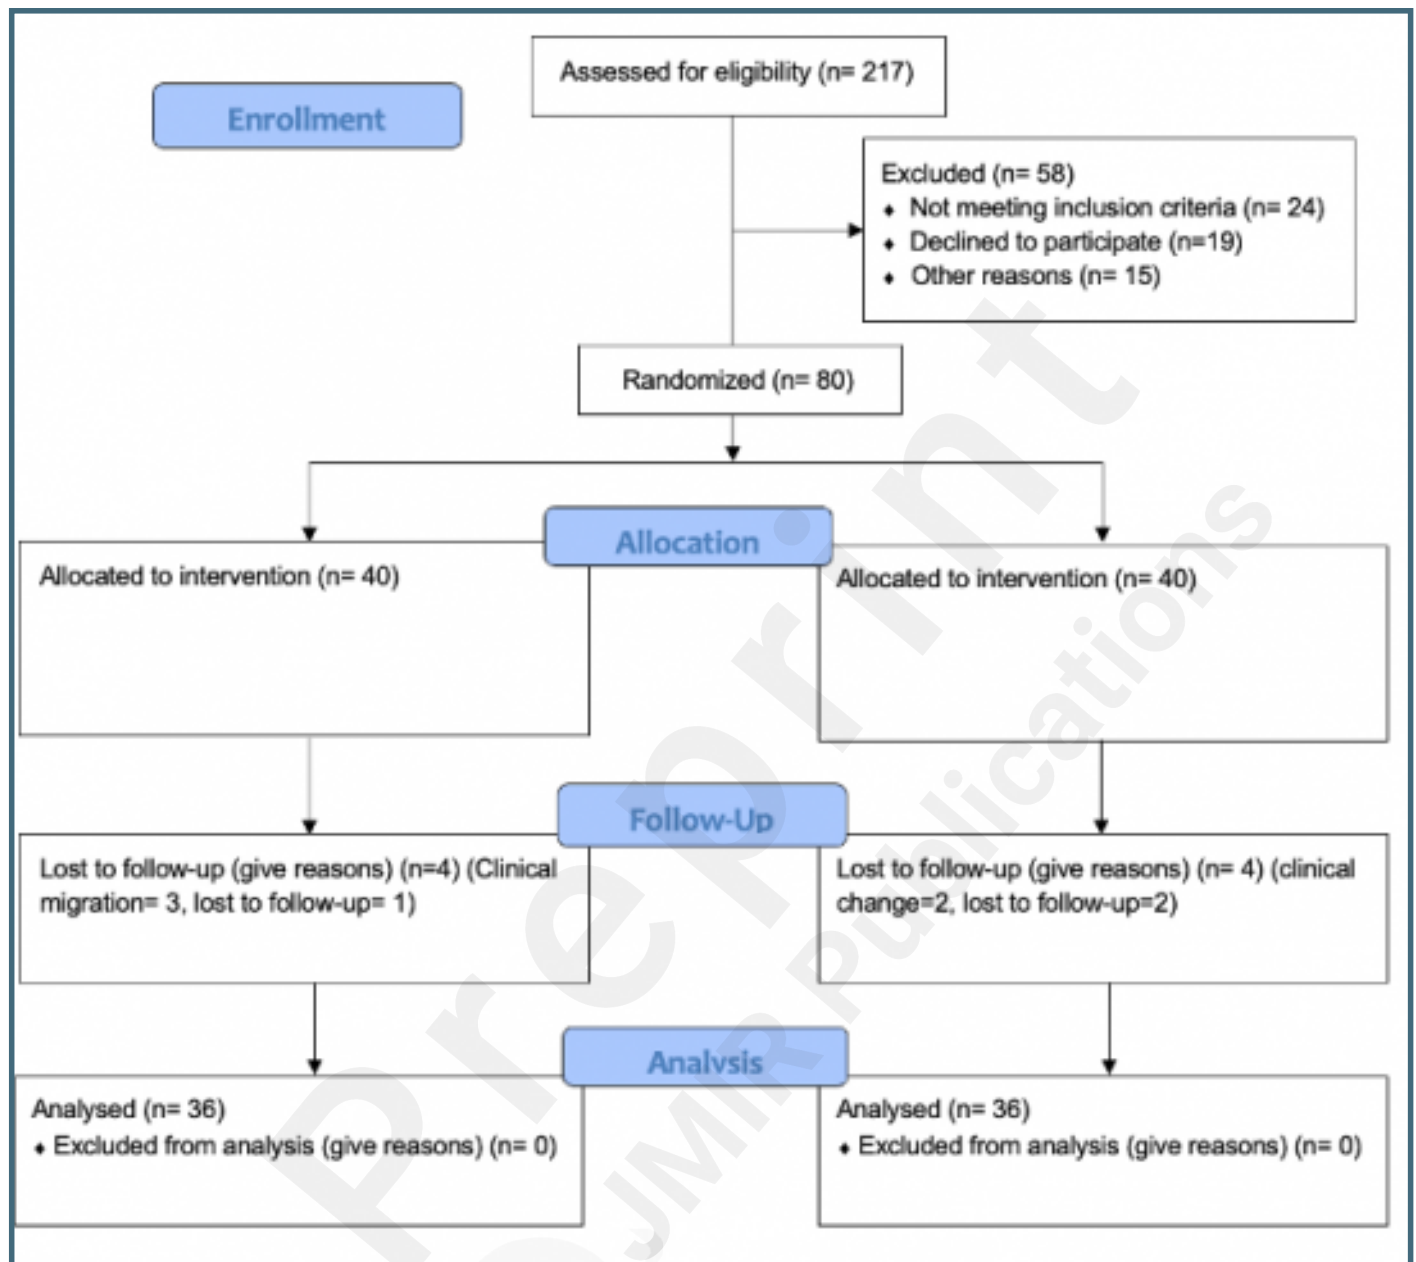 Assessed for eligibility (n= 217)
Enrollment
Excluded (n= 58)
♦ Not meeting inclusion criteria (n= 24)
♦ Declined to participate (n=19)
♦ Other reasons (n= 15)
Randomized (n= 80)
Allocation
Allocated to intervention (n= 40)
Allocated to intervention (n= 40)
Follow-Up
Lost to follow-up (give reasons) (n=4) (Clinical
migration= 3, lost to follow-up= 1)
Lost to follow-up (give reasons) (n= 4) (clinical
change=2, lost to follow-up=2)
Analysis
Analysed (n= 36)
♦ Excluded from analysis (give reasons) (n= 0)
Analysed (n= 36)
♦ Excluded from analysis (give reasons) (n= 0)
Preprint
JMIR Publications